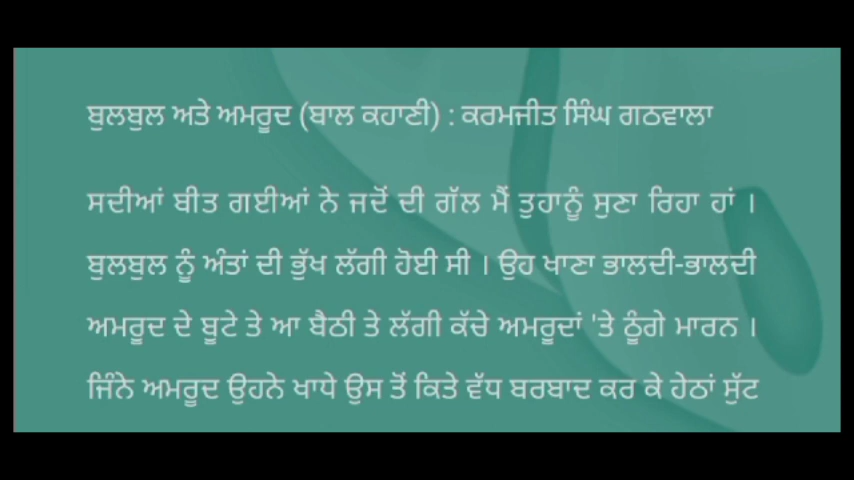 ਬੁਲਬੁਲ ਅਤੇ ਅਮਰੂਦ (ਬਾਲ ਕਹਾਣੀ) : ਕਰਮਜੀਤ ਸਿੰਘ ਗਠਵਾਲਾ
ਸਦੀਆਂ ਬੀਤ ਗਈਆਂ ਨੇ ਜਦੋਂ ਦੀ ਗੱਲ ਮੈਂ ਤੁਹਾਨੂੰ ਸੁਣਾ ਰਿਹਾ ਹਾਂ ।
ਬੁਲਬੁਲ ਨੂੰ ਅੰਤਾਂ ਦੀ ਭੁੱਖ ਲੱਗੀ ਹੋਈ ਸੀ । ਉਹ ਖਾਣਾ ਭਾਲਦੀ-ਭਾਲਦੀ
ਅਮਰੂਦ ਦੇ ਬੂਟੇ ਤੇ ਆ ਬੈਠੀ ਤੇ ਲੱਗੀ ਕੱਚੇ ਅਮਰੂਦਾਂ 'ਤੇ ਠੂੰਗੇ ਮਾਰਨ ।
ਜਿੰਨੇ ਅਮਰੂਦ ਉਹਨੇ ਖਾਧੇ ਉਸ ਤੋਂ ਕਿਤੇ ਵੱਧ ਬਰਬਾਦ ਕਰ ਕੇ ਹੇਠਾਂ ਸੁੱਟ